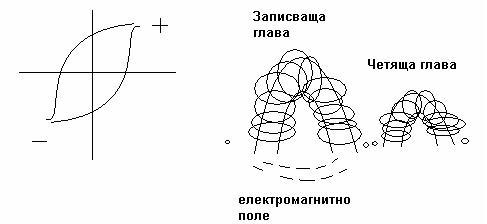 +
−
Записваща
глава
Четяща глава
електромагнитно
поле